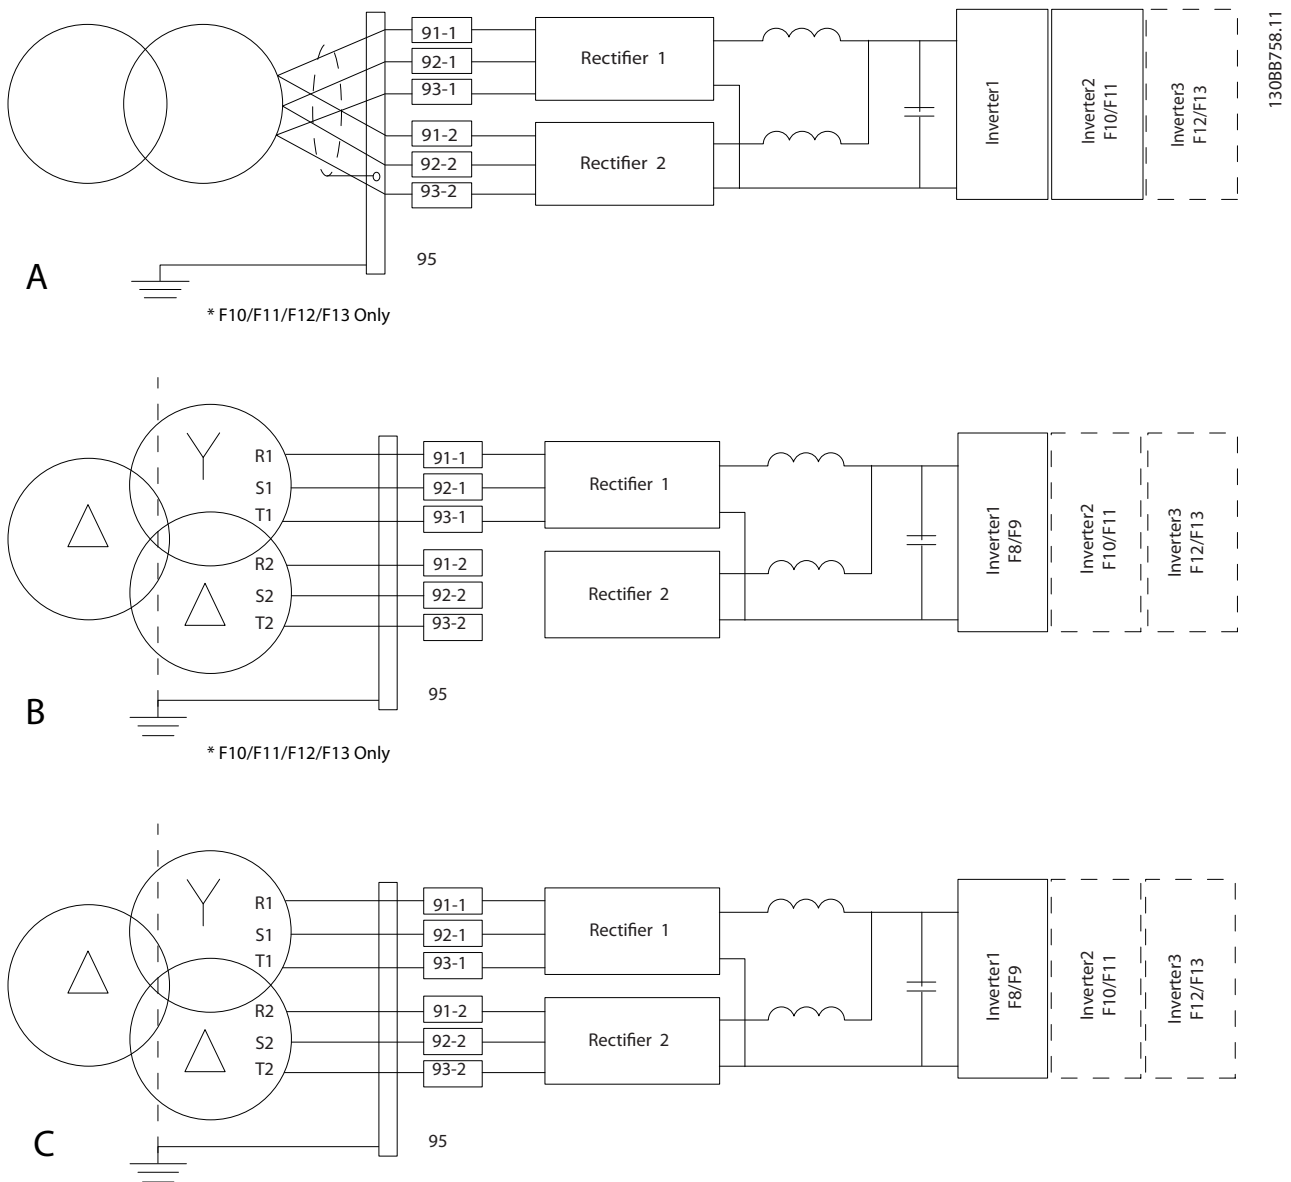 91-1
92-1
93-1
91-2
92-2
93-2
Rectifier 1
Rectifier 2
Inverter1
Inverter2
F10/F11
Inverter3
F12/F13
130BB758.11
95
A
* F10/F11/F12/F13 Only
R1
S1
T1
R2
S2
T2
91-1
92-1
93-1
91-2
92-2
93-2
Rectifier 1
Rectifier 2
Inverter1
F8/F9
Inverter2
F10/F11
Inverter3
F12/F13
95
B
* F10/F11/F12/F13 Only
R1
S1
T1
R2
S2
T2
91-1
92-1
93-1
91-2
92-2
93-2
Rectifier 1
Rectifier 2
Inverter1
F8/F9
Inverter2
F10/F11
Inverter3
F12/F13
95
C